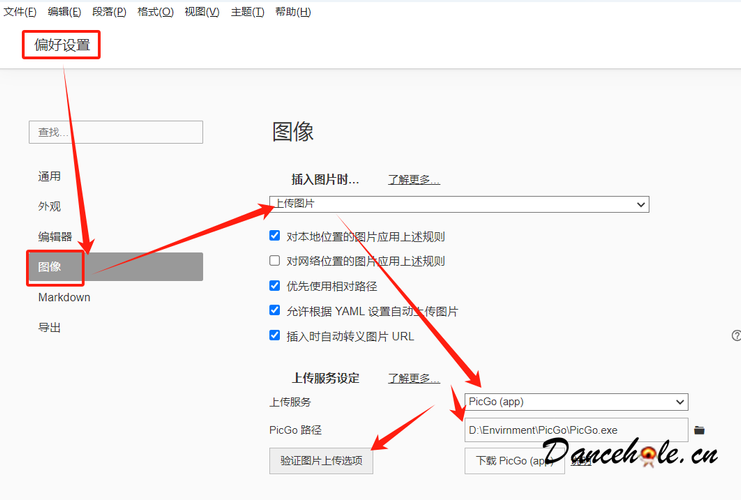 文件(F) 编辑(E) 段落(P) 格式(O) 视图(V) 主题(T) 帮助(H)
偏好设置
查找...
通用
外观
编辑器
图像
Markdown
导出
图像
插入图片时... 了解更多...
上传图片
对本地位置的图片应用上述规则
对网络位置的图片应用上述规则
优先使用相对路径
允许根据 YAML 设置自动上传图片
插入时自动转义图片 URL
上传服务设定 了解更多...
上传服务 PicGo (app)
PicGo 路径 D:\Envirnment\PicGo\PicGo.exe
验证图片上传选项 下载 PicGo (app)
Dancehole.cn